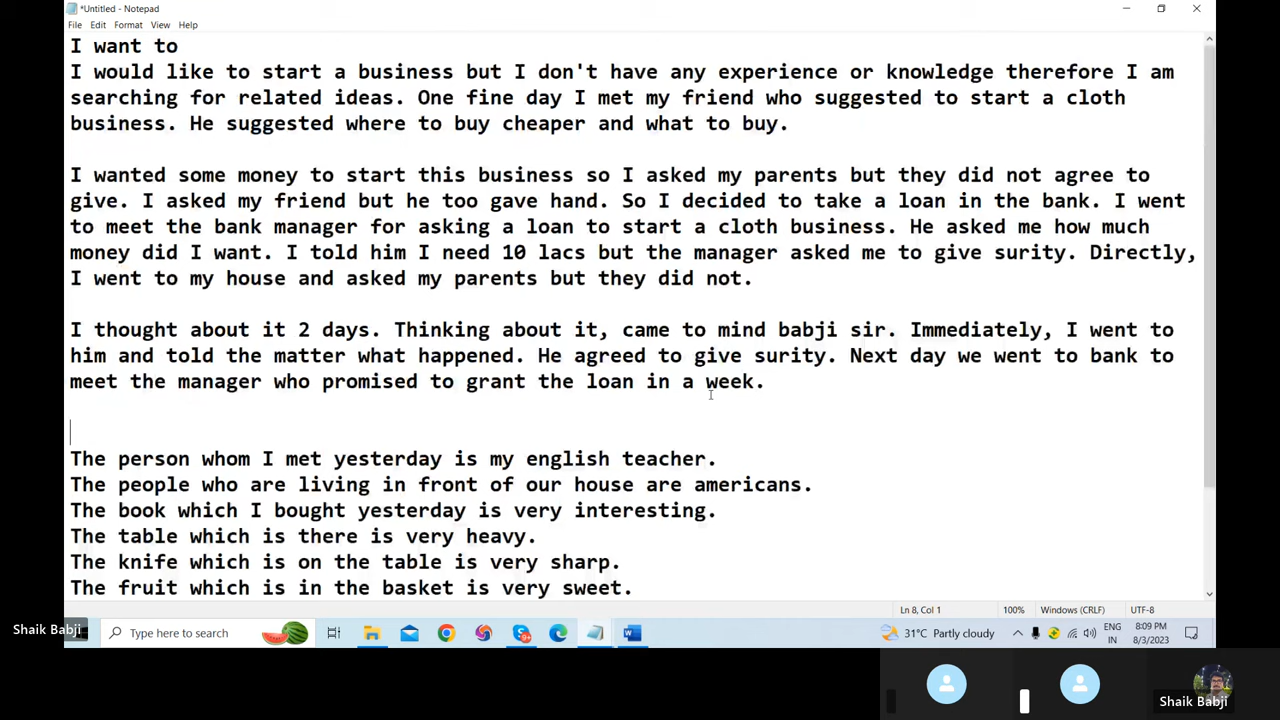 *Untitled - Notepad
File Edit Format View Help
I want to
I would like to start a business but I don't have any experience or knowledge therefore I am
searching for related ideas. One fine day I met my friend who suggested to start a cloth
business. He suggested where to buy cheaper and what to buy.
I wanted some money to start this business so I asked my parents but they did not agree to
give. I asked my friend but he too gave hand. So I decided to take a loan in the bank. I went
to meet the bank manager for asking a loan to start a cloth business. He asked me how much
money did I want. I told him I need 10 lacs but the manager asked me to give surity. Directly,
I went to my house and asked my parents but they did not.
I thought about it 2 days. Thinking about it, came to mind babji sir. Immediately, I went to
him and told the matter what happened. He agreed to give surity. Next day we went to bank to
meet the manager who promised to grant the loan in a week.
The person whom I met yesterday is my english teacher.
The people who are living in front of our house are americans.
The book which I bought yesterday is very interesting.
The table which is there is very heavy.
The knife which is on the table is very sharp.
The fruit which is in the basket is very sweet.
Ln 8, Col 1 100% Windows (CRLF) UTF-8
Shaik Babji
Type here to search
31°C Partly cloudy
ENG
IN
8:09 PM
8/3/2023
Shaik Babji